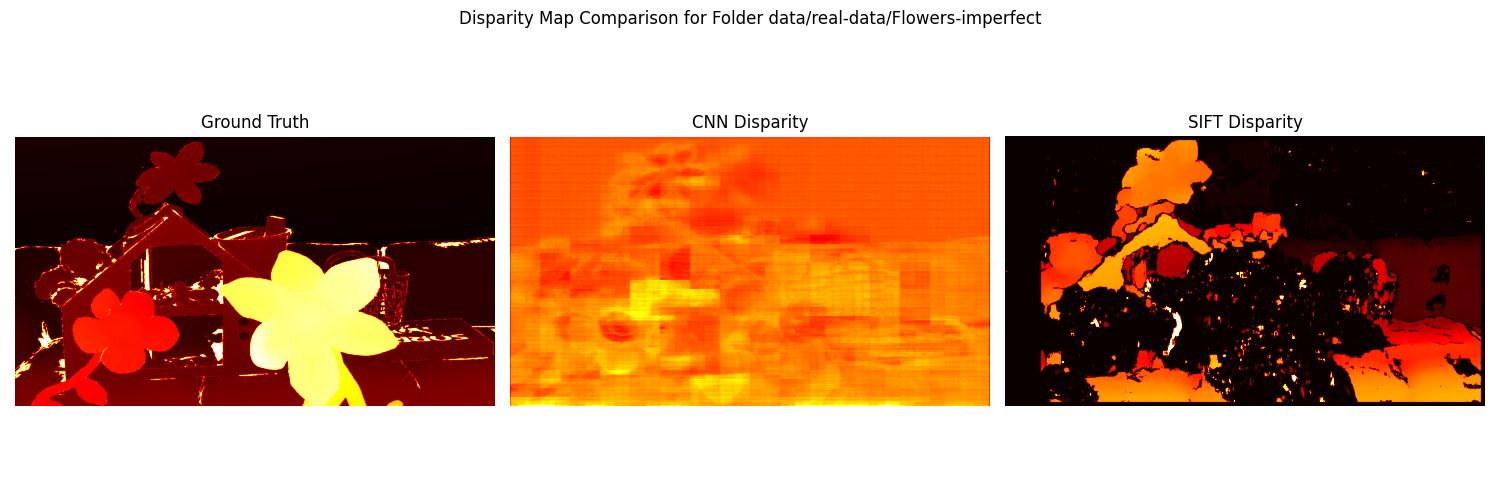 Disparity Map Comparison for Folder data/real-data/Flowers-imperfect
Ground Truth
CNN Disparity
SIFT Disparity